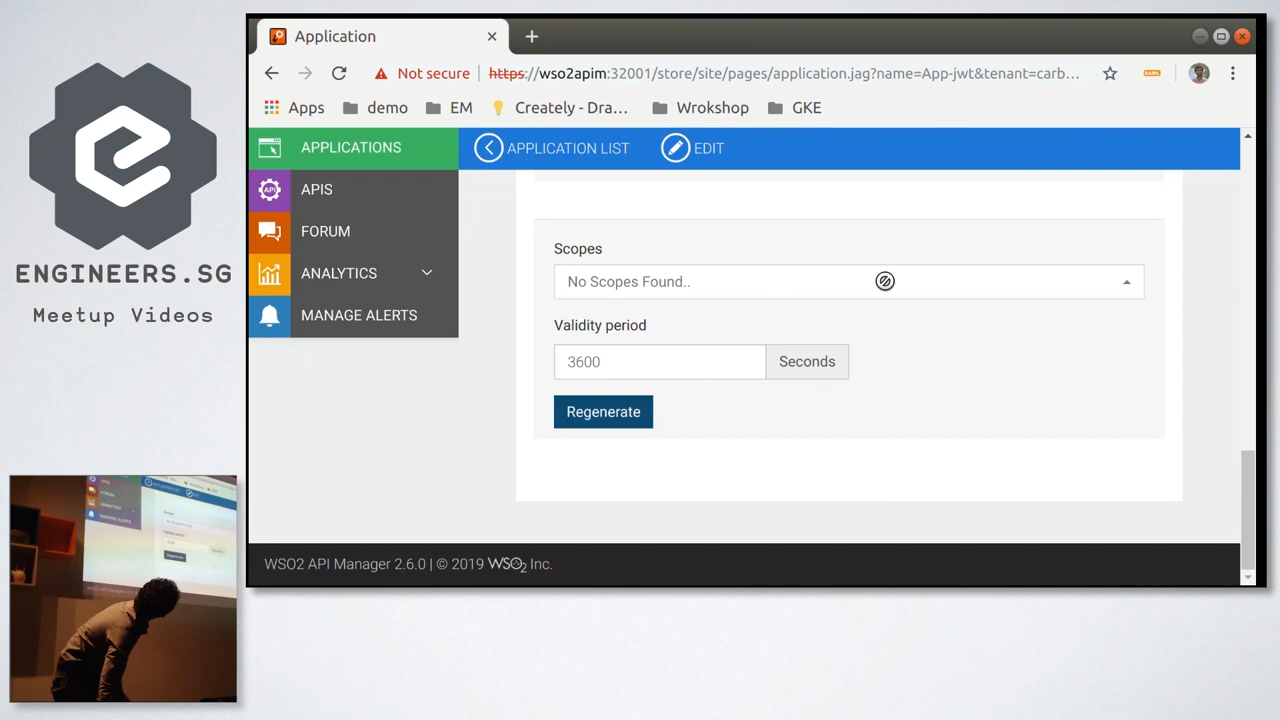 ENGINEERS.SG
Meetup Videos
Application
Not secure https://wso2apim:32001/store/site/pages/application.jag?name=App-jwt&tenant=carb...
Apps demo EM Creately - Dra... Wrokshop GKE
APPLICATIONS
API APIS
FORUM
ANALYTICS
MANAGE ALERTS
APPLICATION LIST EDIT
Scopes
No Scopes Found..
Validity period
3600 Seconds
Regenerate
WSO2 API Manager 2.6.0 | © 2019 WSO2 Inc.